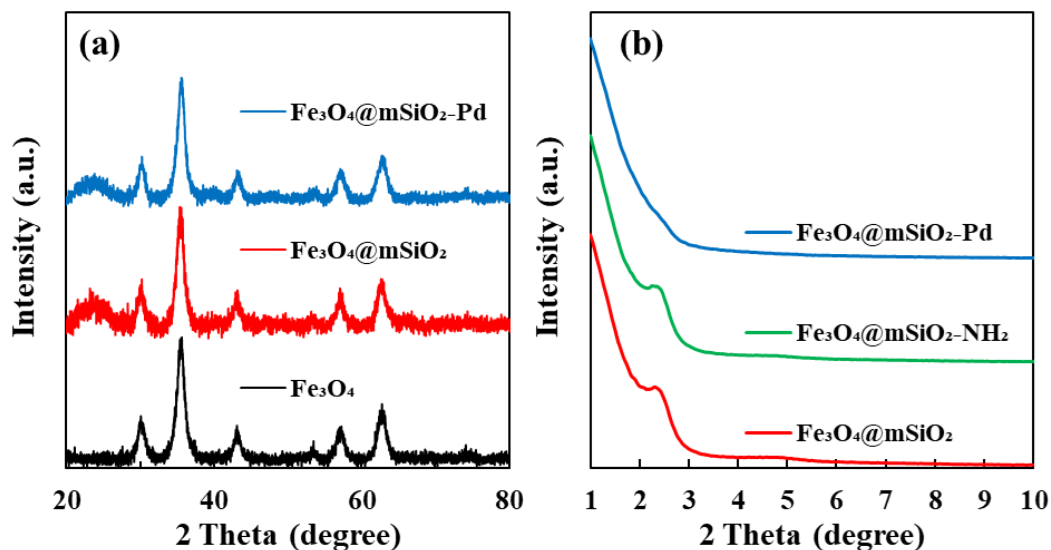 (a)
Fe₃O₄@mSiO₂-Pd
Fe₃O₄@mSiO₂
Fe₃O₄
Intensity (a.u.)
20 40 60 80
2 Theta (degree)
(b)
Fe₃O₄@mSiO₂-Pd
Fe₃O₄@mSiO₂-NH₂
Fe₃O₄@mSiO₂
Intensity (a.u.)
1 2 3 4 5 6 7 8 9 10
2 Theta (degree)